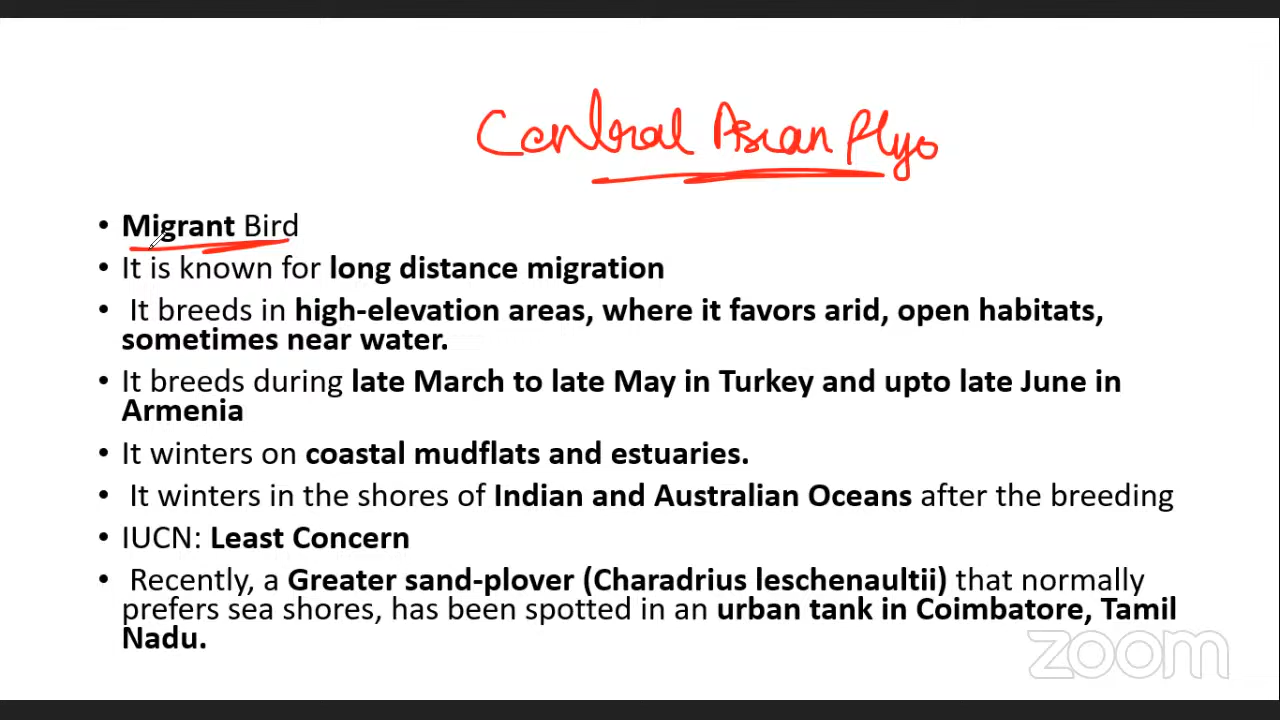 Central Asian Flyo
• Migrant Bird
• It is known for long distance migration
• It breeds in high-elevation areas, where it favors arid, open habitats,
sometimes near water.
• It breeds during late March to late May in Turkey and upto late June in
Armenia
• It winters on coastal mudflats and estuaries.
• It winters in the shores of Indian and Australian Oceans after the breeding
• IUCN: Least Concern
• Recently, a Greater sand-plover (Charadrius leschenaultii) that normally
prefers sea shores, has been spotted in an urban tank in Coimbatore, Tamil
Nadu.
zoom